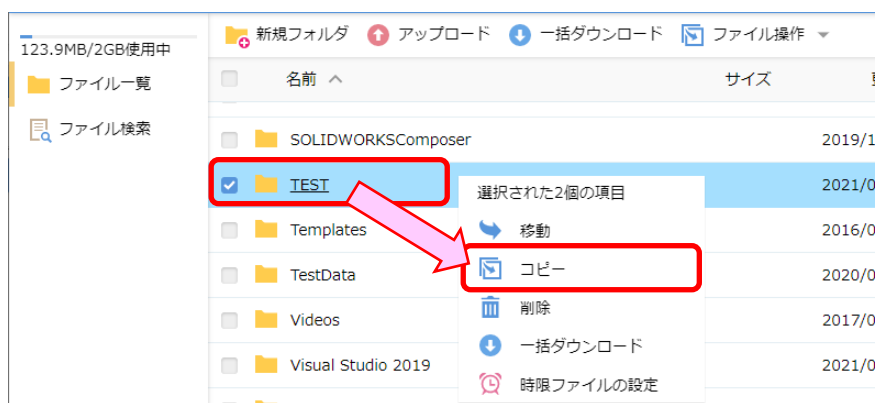 123.9MB/2GB使用中
ファイル一覧
ファイル検索
新規フォルダ アップロード 一括ダウンロード ファイル操作
名前 サイズ
SOLIDWORKSComposer 2019/1
TEST 2021/0
Templates 2016/0
TestData 2020/0
Videos 2017/0
Visual Studio 2019 2021/0
選択された2個の項目
移動
コピー
削除
一括ダウンロード
時限ファイルの設定